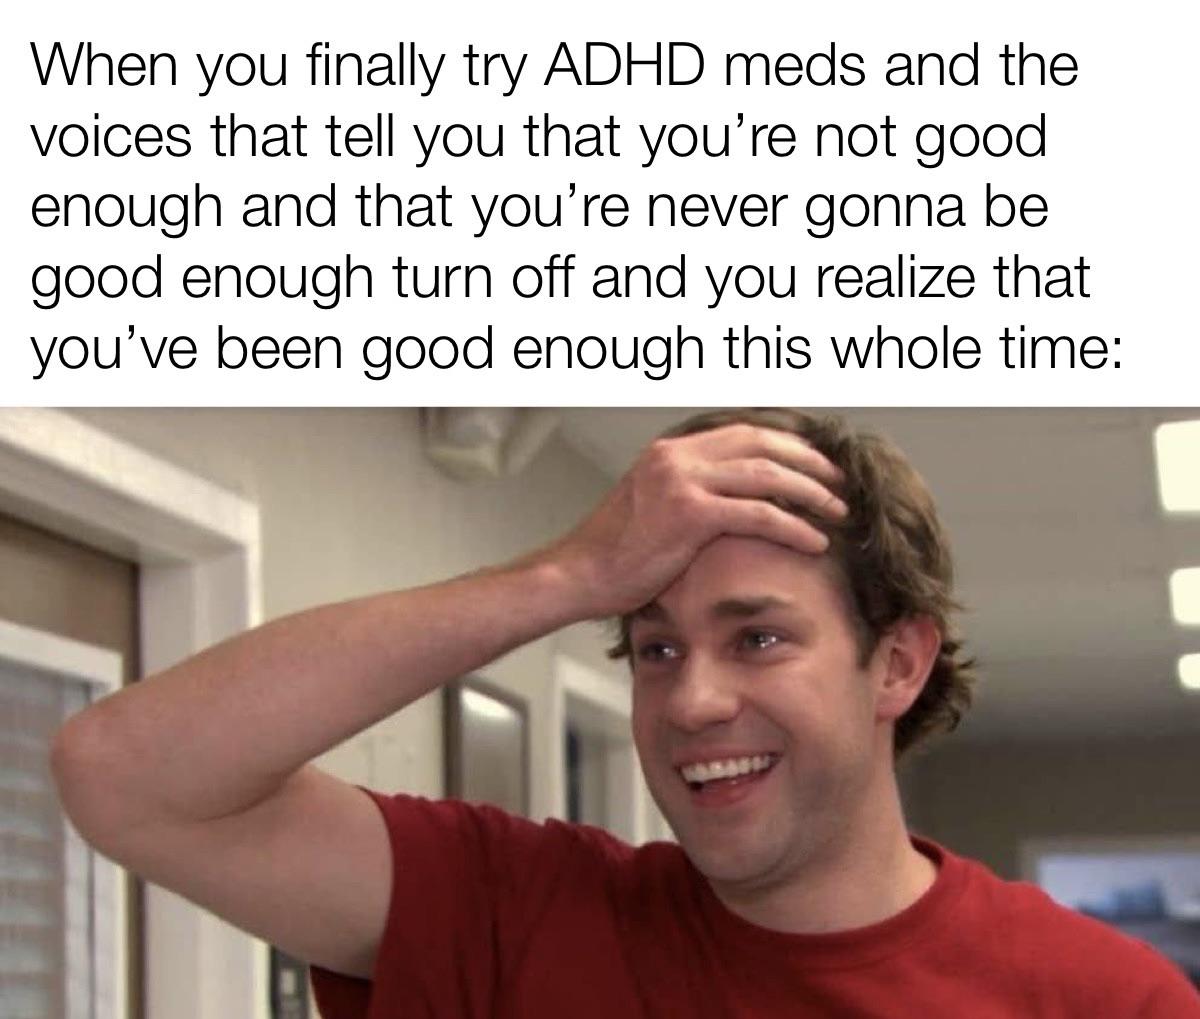 When you finally try ADHD meds and the
voices that tell you that you’re not good
enough and that you’re never gonna be
good enough turn off and you realize that
you’ve been good enough this whole time: